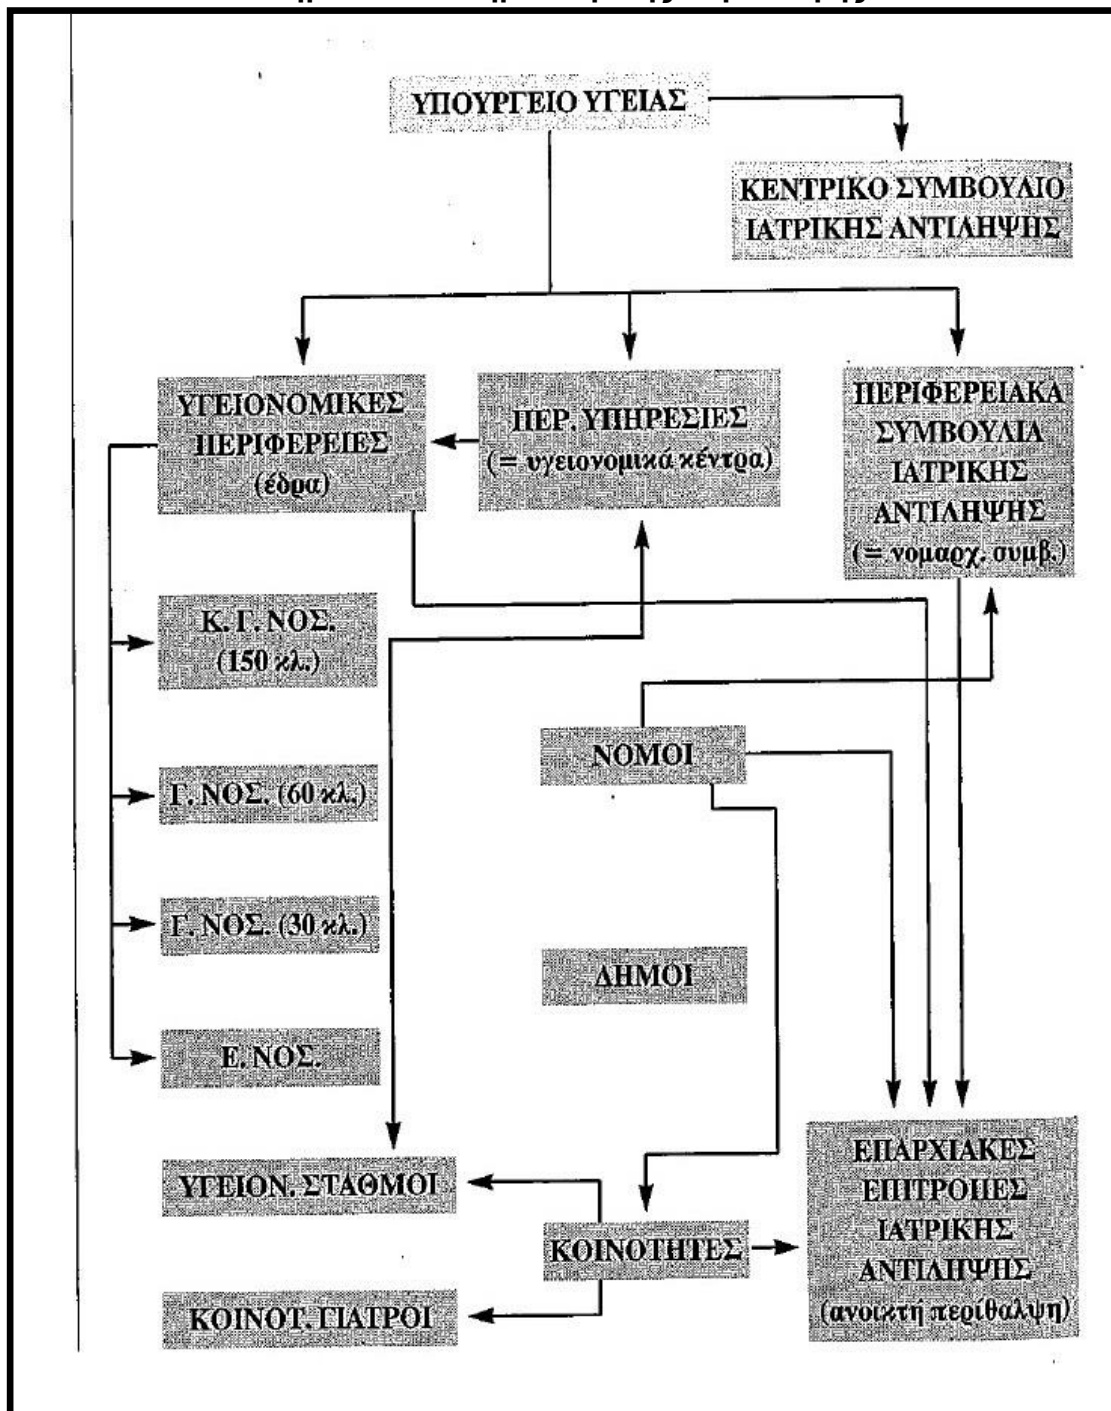 ΥΠΟΥΡΓΕΙΟ ΥΓΕΙΑΣ
ΚΕΝΤΡΙΚΟ ΣΥΜΒΟΥΛΙΟ
ΙΑΤΡΙΚΗΣ ΑΝΤΙΛΗΨΗΣ
ΥΓΕΙΟΝΟΜΙΚΕΣ
ΠΕΡΙΦΕΡΕΙΕΣ
(έδρα)
ΠΕΡ. ΥΠΗΡΕΣΙΕΣ
(= υγειονομικά κέντρα)
ΠΕΡΙΦΕΡΕΙΑΚΑ
ΣΥΜΒΟΥΛΙΑ
ΙΑΤΡΙΚΗΣ
ΑΝΤΙΛΗΨΗΣ
(= νομαρχ. συμβ.)
Κ. Γ. ΝΟΣ.
(150 κλ.)
ΝΟΜΟΙ
Γ. ΝΟΣ. (60 κλ.)
Γ. ΝΟΣ. (30 κλ.)
ΔΗΜΟΙ
Ε. ΝΟΣ.
ΥΓΕΙΟΝ. ΣΤΑΘΜΟΙ
ΚΟΙΝΟΤΗΤΕΣ
ΚΟΙΝΟΤ. ΓΙΑΤΡΟΙ
ΕΠΑΡΧΙΑΚΕΣ
ΕΠΙΤΡΟΠΕΣ
ΙΑΤΡΙΚΗΣ
ΑΝΤΙΛΗΨΗΣ
(ανοικτή περίθαλψη)